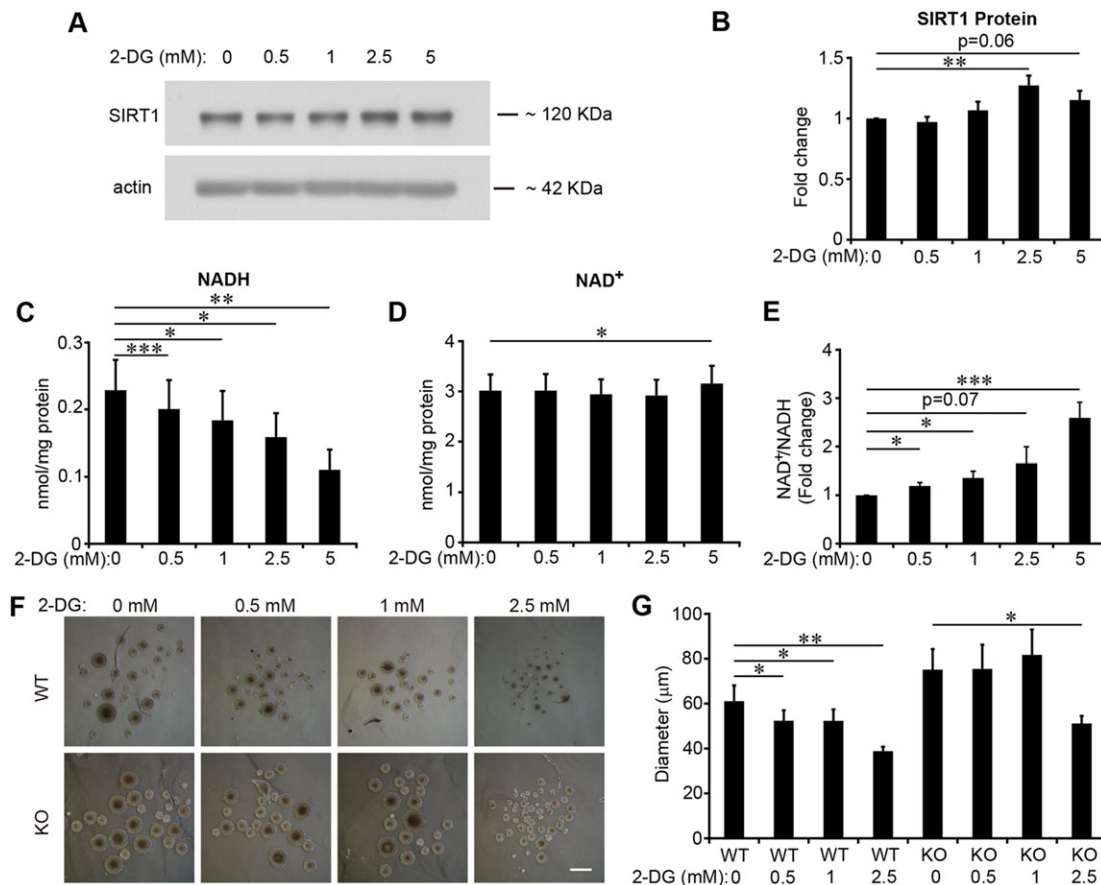 A
2-DG (mM): 0 0.5 1 2.5 5
SIRT1
~ 120 KDa
actin
~ 42 KDa
B
SIRT1 Protein
p=0.06
**
1.5
1
0.5
0
Fold change
2-DG (mM): 0 0.5 1 2.5 5
C
NADH
**
*
*
***
0.3
0.2
0.1
0
nmol/mg protein
2-DG (mM): 0 0.5 1 2.5 5
D
NAD+
*
4
3
2
1
0
nmol/mg protein
2-DG (mM): 0 0.5 1 2.5 5
E
***
p=0.07
*
*
4
3
2
1
0
NAD+/NADH
(Fold change)
2-DG (mM): 0 0.5 1 2.5 5
F
2-DG: 0 mM 0.5 mM 1 mM 2.5 mM
WT
KO
G
**
*
*
*
100
80
60
40
20
0
Diameter (μm)
WT WT WT WT KO KO KO KO
2-DG (mM): 0 0.5 1 2.5 0 0.5 1 2.5